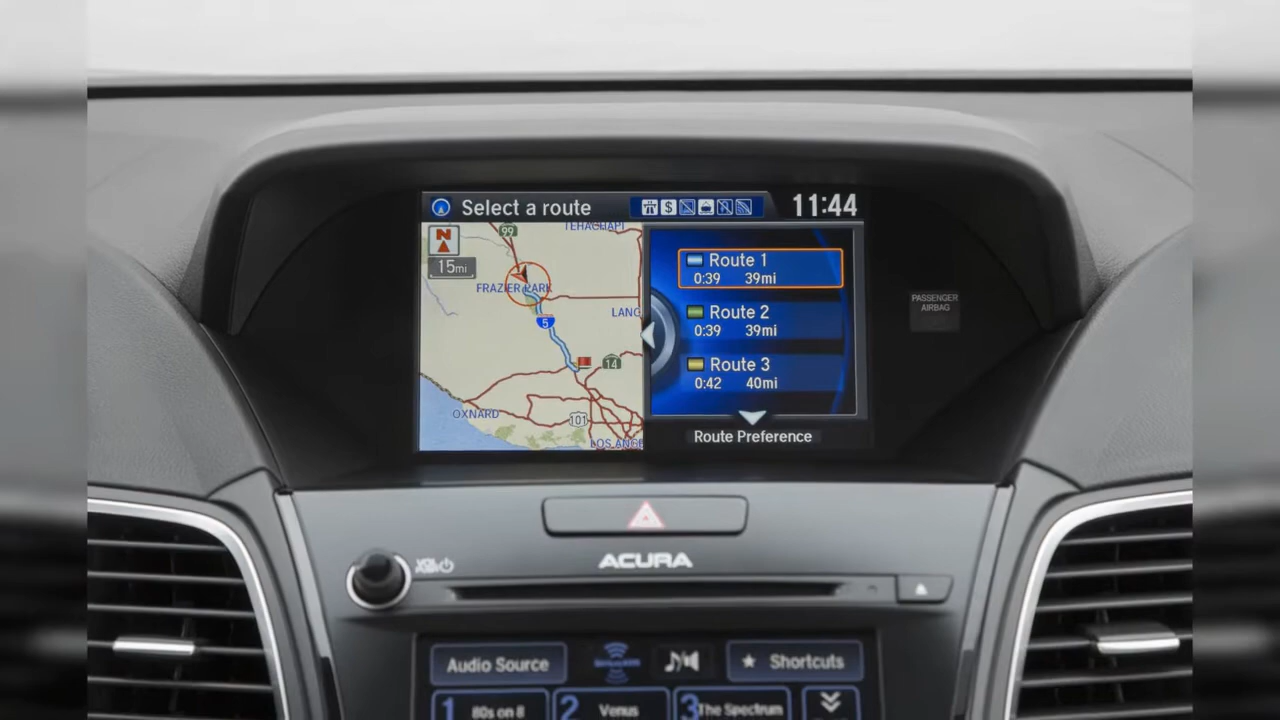 Select a route
$
11:44
N
99
TEHACHAPI
15mi
FRAZIER PARK
LANC
5
14
OXNARD
101
LOS ANGE
Route 1
0:39 39mi
Route 2
0:39 39mi
Route 3
0:42 40mi
Route Preference
PASSENGER
AIRBAG
VOL
ACURA
Audio Source
SIRIUSXM
Shortcuts
1 80s on 8
2 Venus
3 The Spectrum